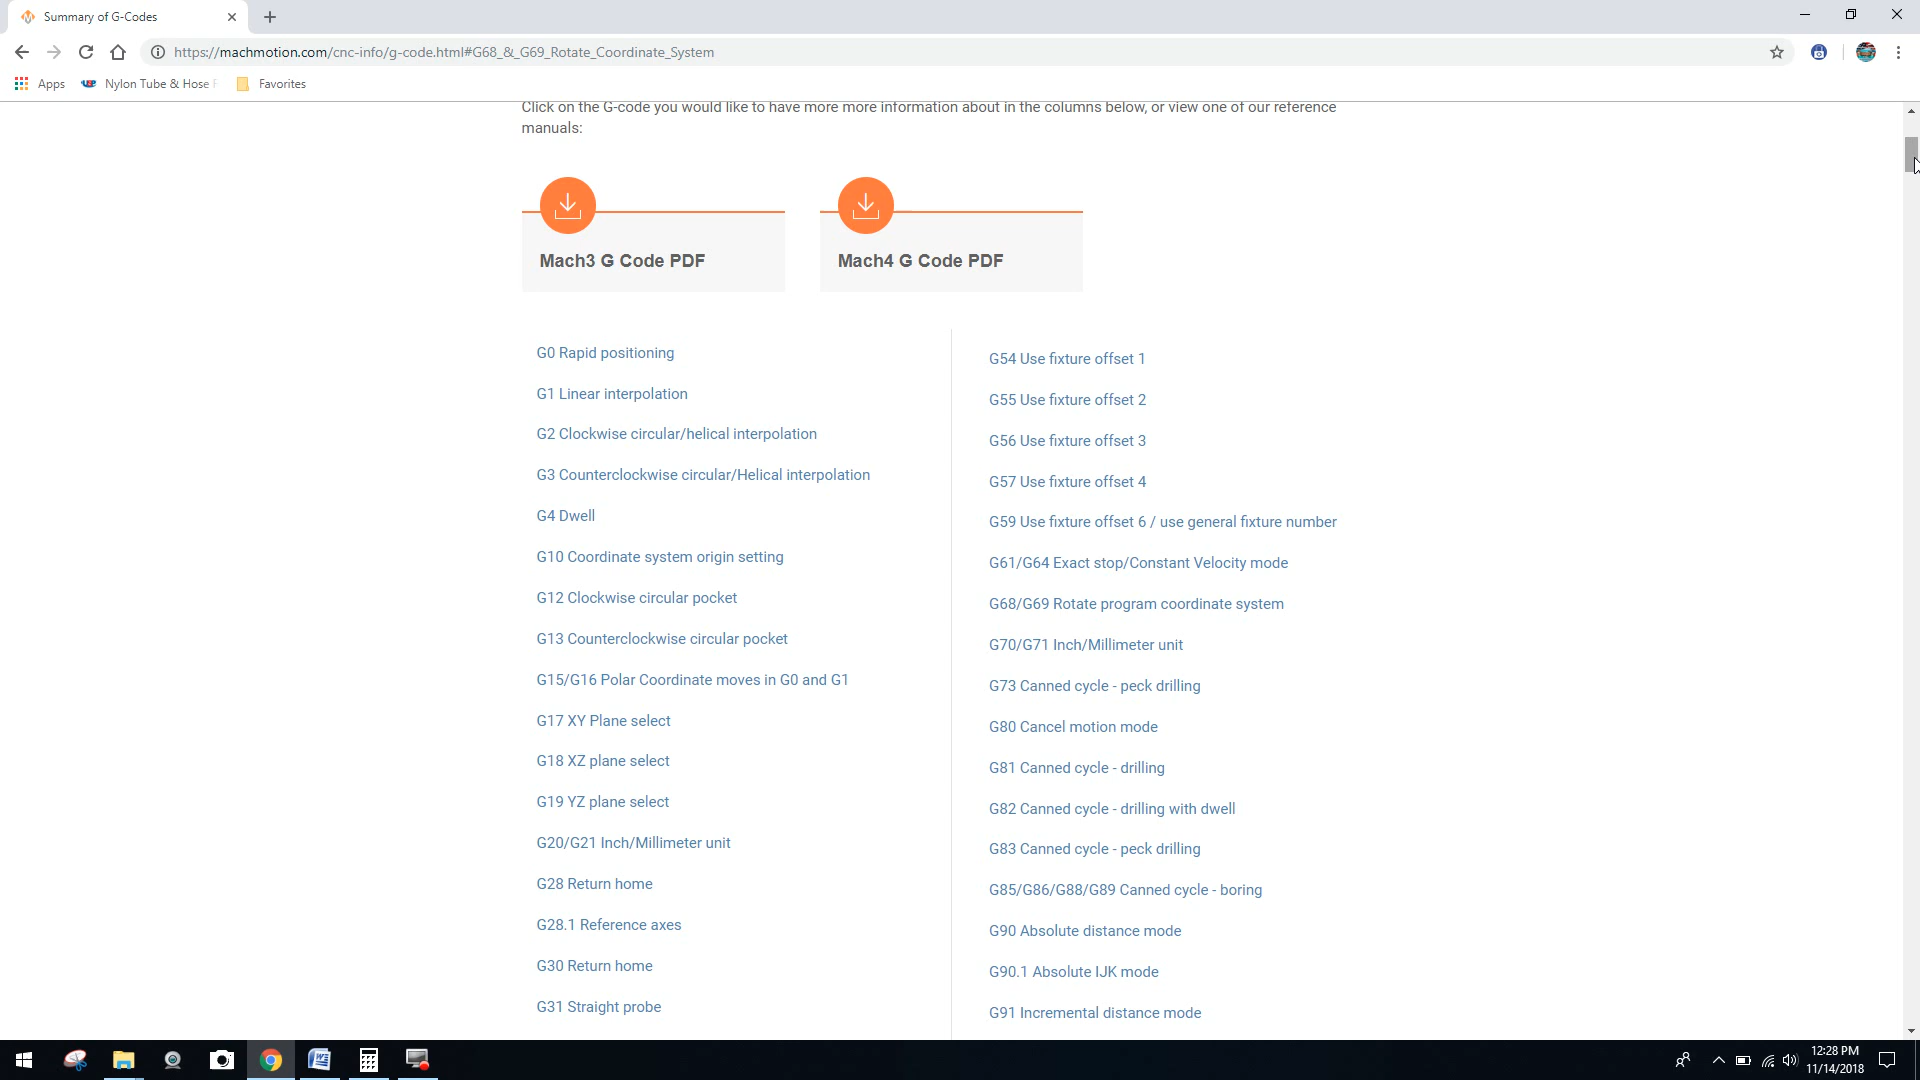 Summary of G-Codes
https://machmotion.com/cnc-info/g-code.html#G68_&_G69_Rotate_Coordinate_System
Apps
Nylon Tube & Hose
Favorites
Click on the G-code you would like to have more more information about in the columns below, or view one of our reference
manuals:
Mach3 G Code PDF
Mach4 G Code PDF
G0 Rapid positioning
G1 Linear interpolation
G2 Clockwise circular/helical interpolation
G3 Counterclockwise circular/Helical interpolation
G4 Dwell
G10 Coordinate system origin setting
G12 Clockwise circular pocket
G13 Counterclockwise circular pocket
G15/G16 Polar Coordinate moves in G0 and G1
G17 XY Plane select
G18 XZ plane select
G19 YZ plane select
G20/G21 Inch/Millimeter unit
G28 Return home
G28.1 Reference axes
G30 Return home
G31 Straight probe
G54 Use fixture offset 1
G55 Use fixture offset 2
G56 Use fixture offset 3
G57 Use fixture offset 4
G59 Use fixture offset 6 / use general fixture number
G61/G64 Exact stop/Constant Velocity mode
G68/G69 Rotate program coordinate system
G70/G71 Inch/Millimeter unit
G73 Canned cycle - peck drilling
G80 Cancel motion mode
G81 Canned cycle - drilling
G82 Canned cycle - drilling with dwell
G83 Canned cycle - peck drilling
G85/G86/G88/G89 Canned cycle - boring
G90 Absolute distance mode
G90.1 Absolute IJK mode
G91 Incremental distance mode
12:28 PM
11/14/2018